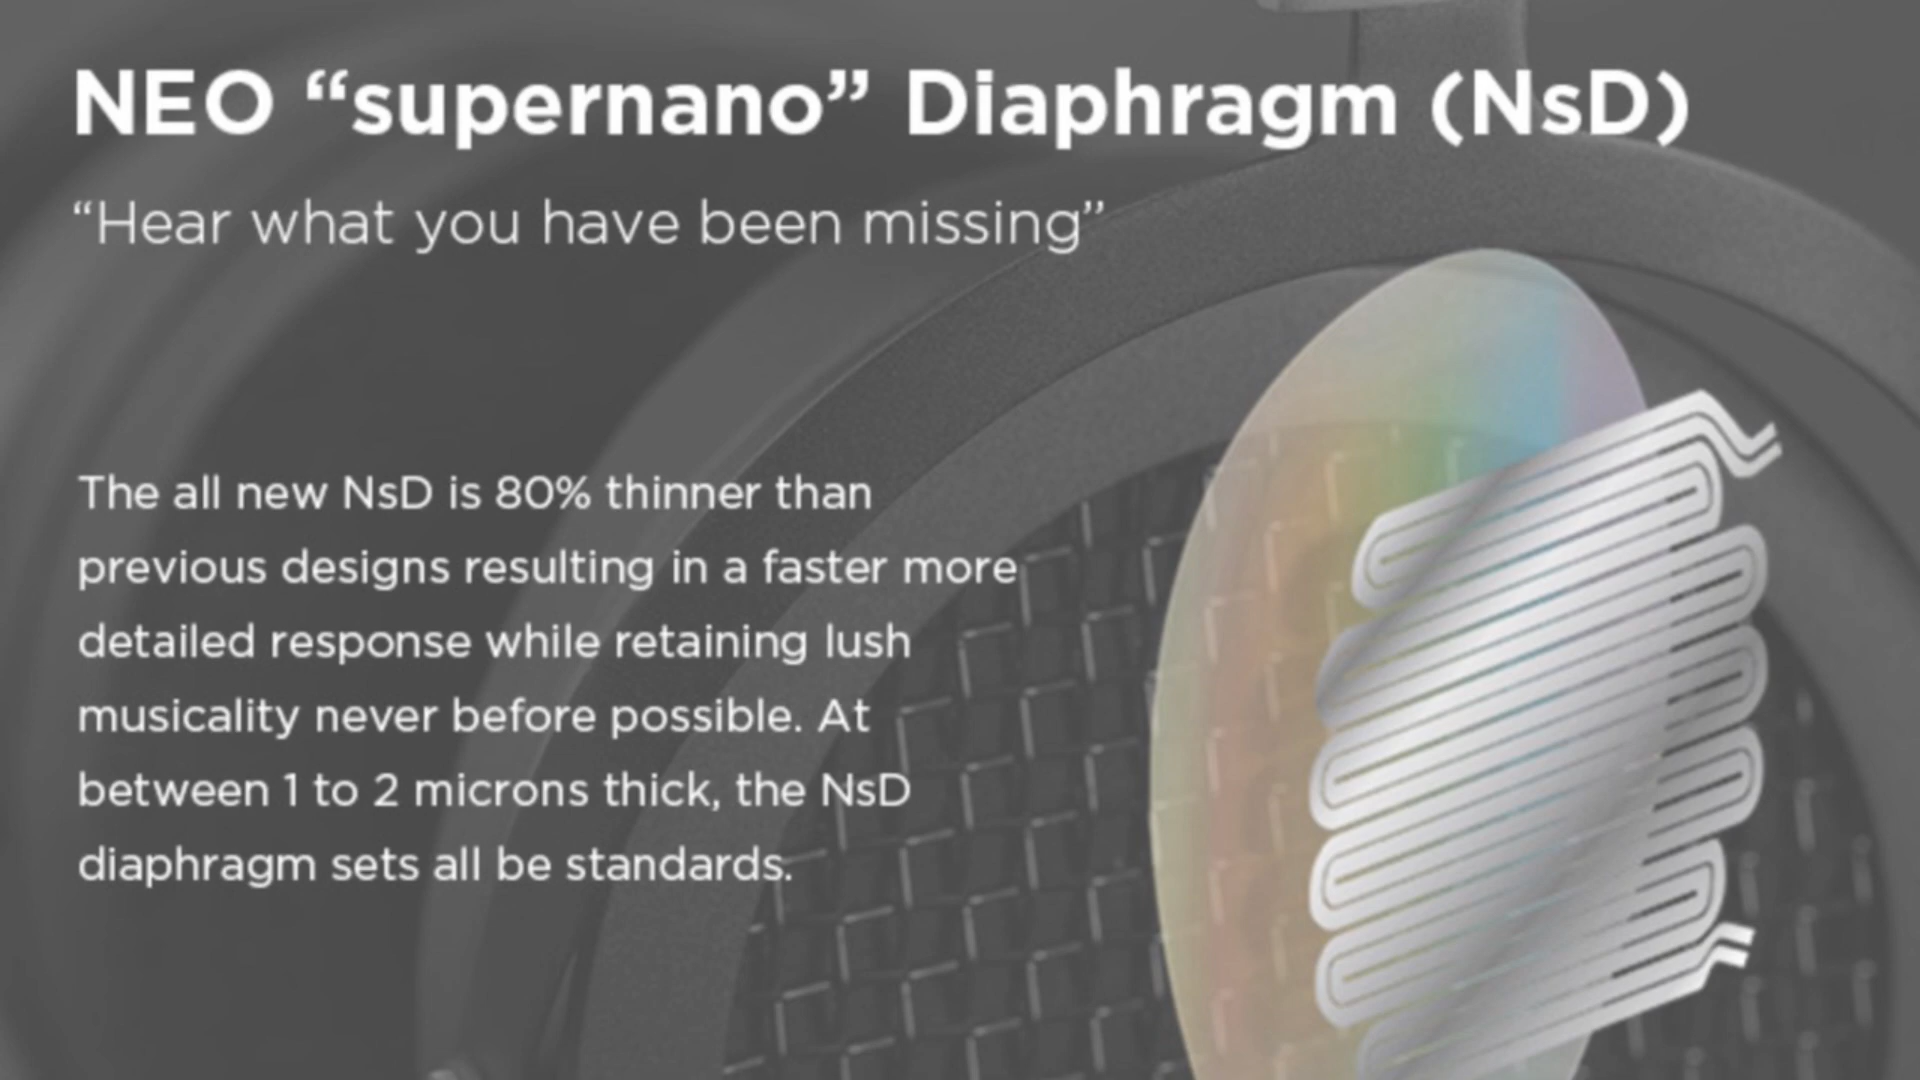 NEO “supernano” Diaphragm (NsD)
“Hear what you have been missing”
The all new NsD is 80% thinner than
previous designs resulting in a faster more
detailed response while retaining lush
musicality never before possible. At
between 1 to 2 microns thick, the NsD
diaphragm sets all be standards.